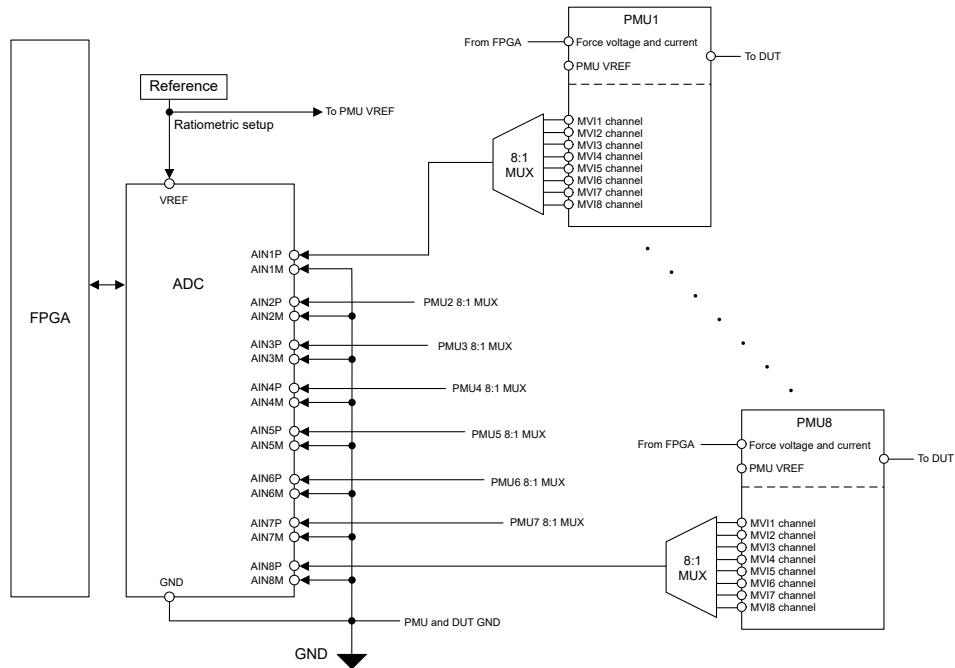 PMU1
From FPGA
Force voltage and current
To DUT
PMU VREF
Reference
To PMU VREF
Ratiometric setup
MVI1 channel
MVI2 channel
MVI3 channel
MVI4 channel
MVI5 channel
MVI6 channel
MVI7 channel
MVI8 channel
8:1
MUX
VREF
FPGA
ADC
AIN1P
AIN1M
AIN2P
PMU2 8:1 MUX
AIN2M
AIN3P
PMU3 8:1 MUX
AIN3M
AIN4P
PMU4 8:1 MUX
AIN4M
AIN5P
PMU5 8:1 MUX
AIN5M
AIN6P
PMU6 8:1 MUX
AIN6M
AIN7P
PMU7 8:1 MUX
AIN7M
AIN8P
AIN8M
GND
PMU and DUT GND
GND
PMU8
From FPGA
Force voltage and current
To DUT
PMU VREF
MVI1 channel
MVI2 channel
MVI3 channel
MVI4 channel
MVI5 channel
MVI6 channel
MVI7 channel
MVI8 channel
8:1
MUX